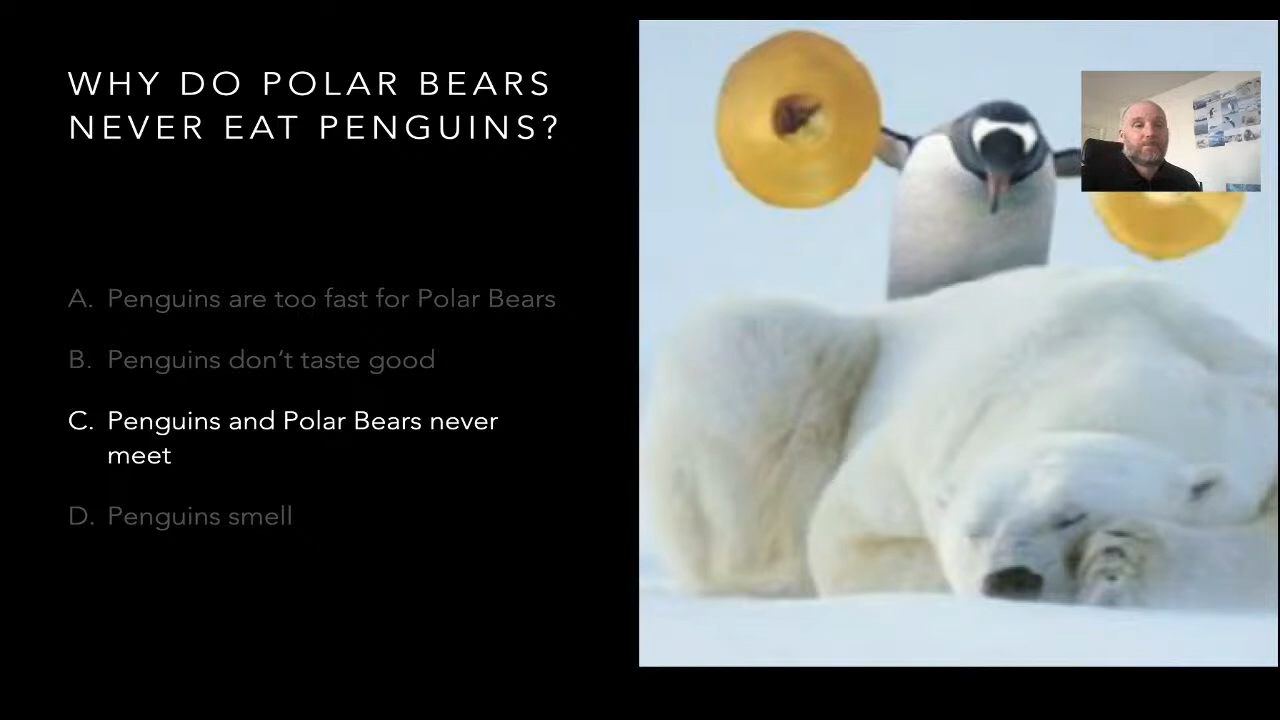 WHY DO POLAR BEARS
NEVER EAT PENGUINS?
A. Penguins are too fast for Polar Bears
B. Penguins don’t taste good
C. Penguins and Polar Bears never
meet
D. Penguins smell